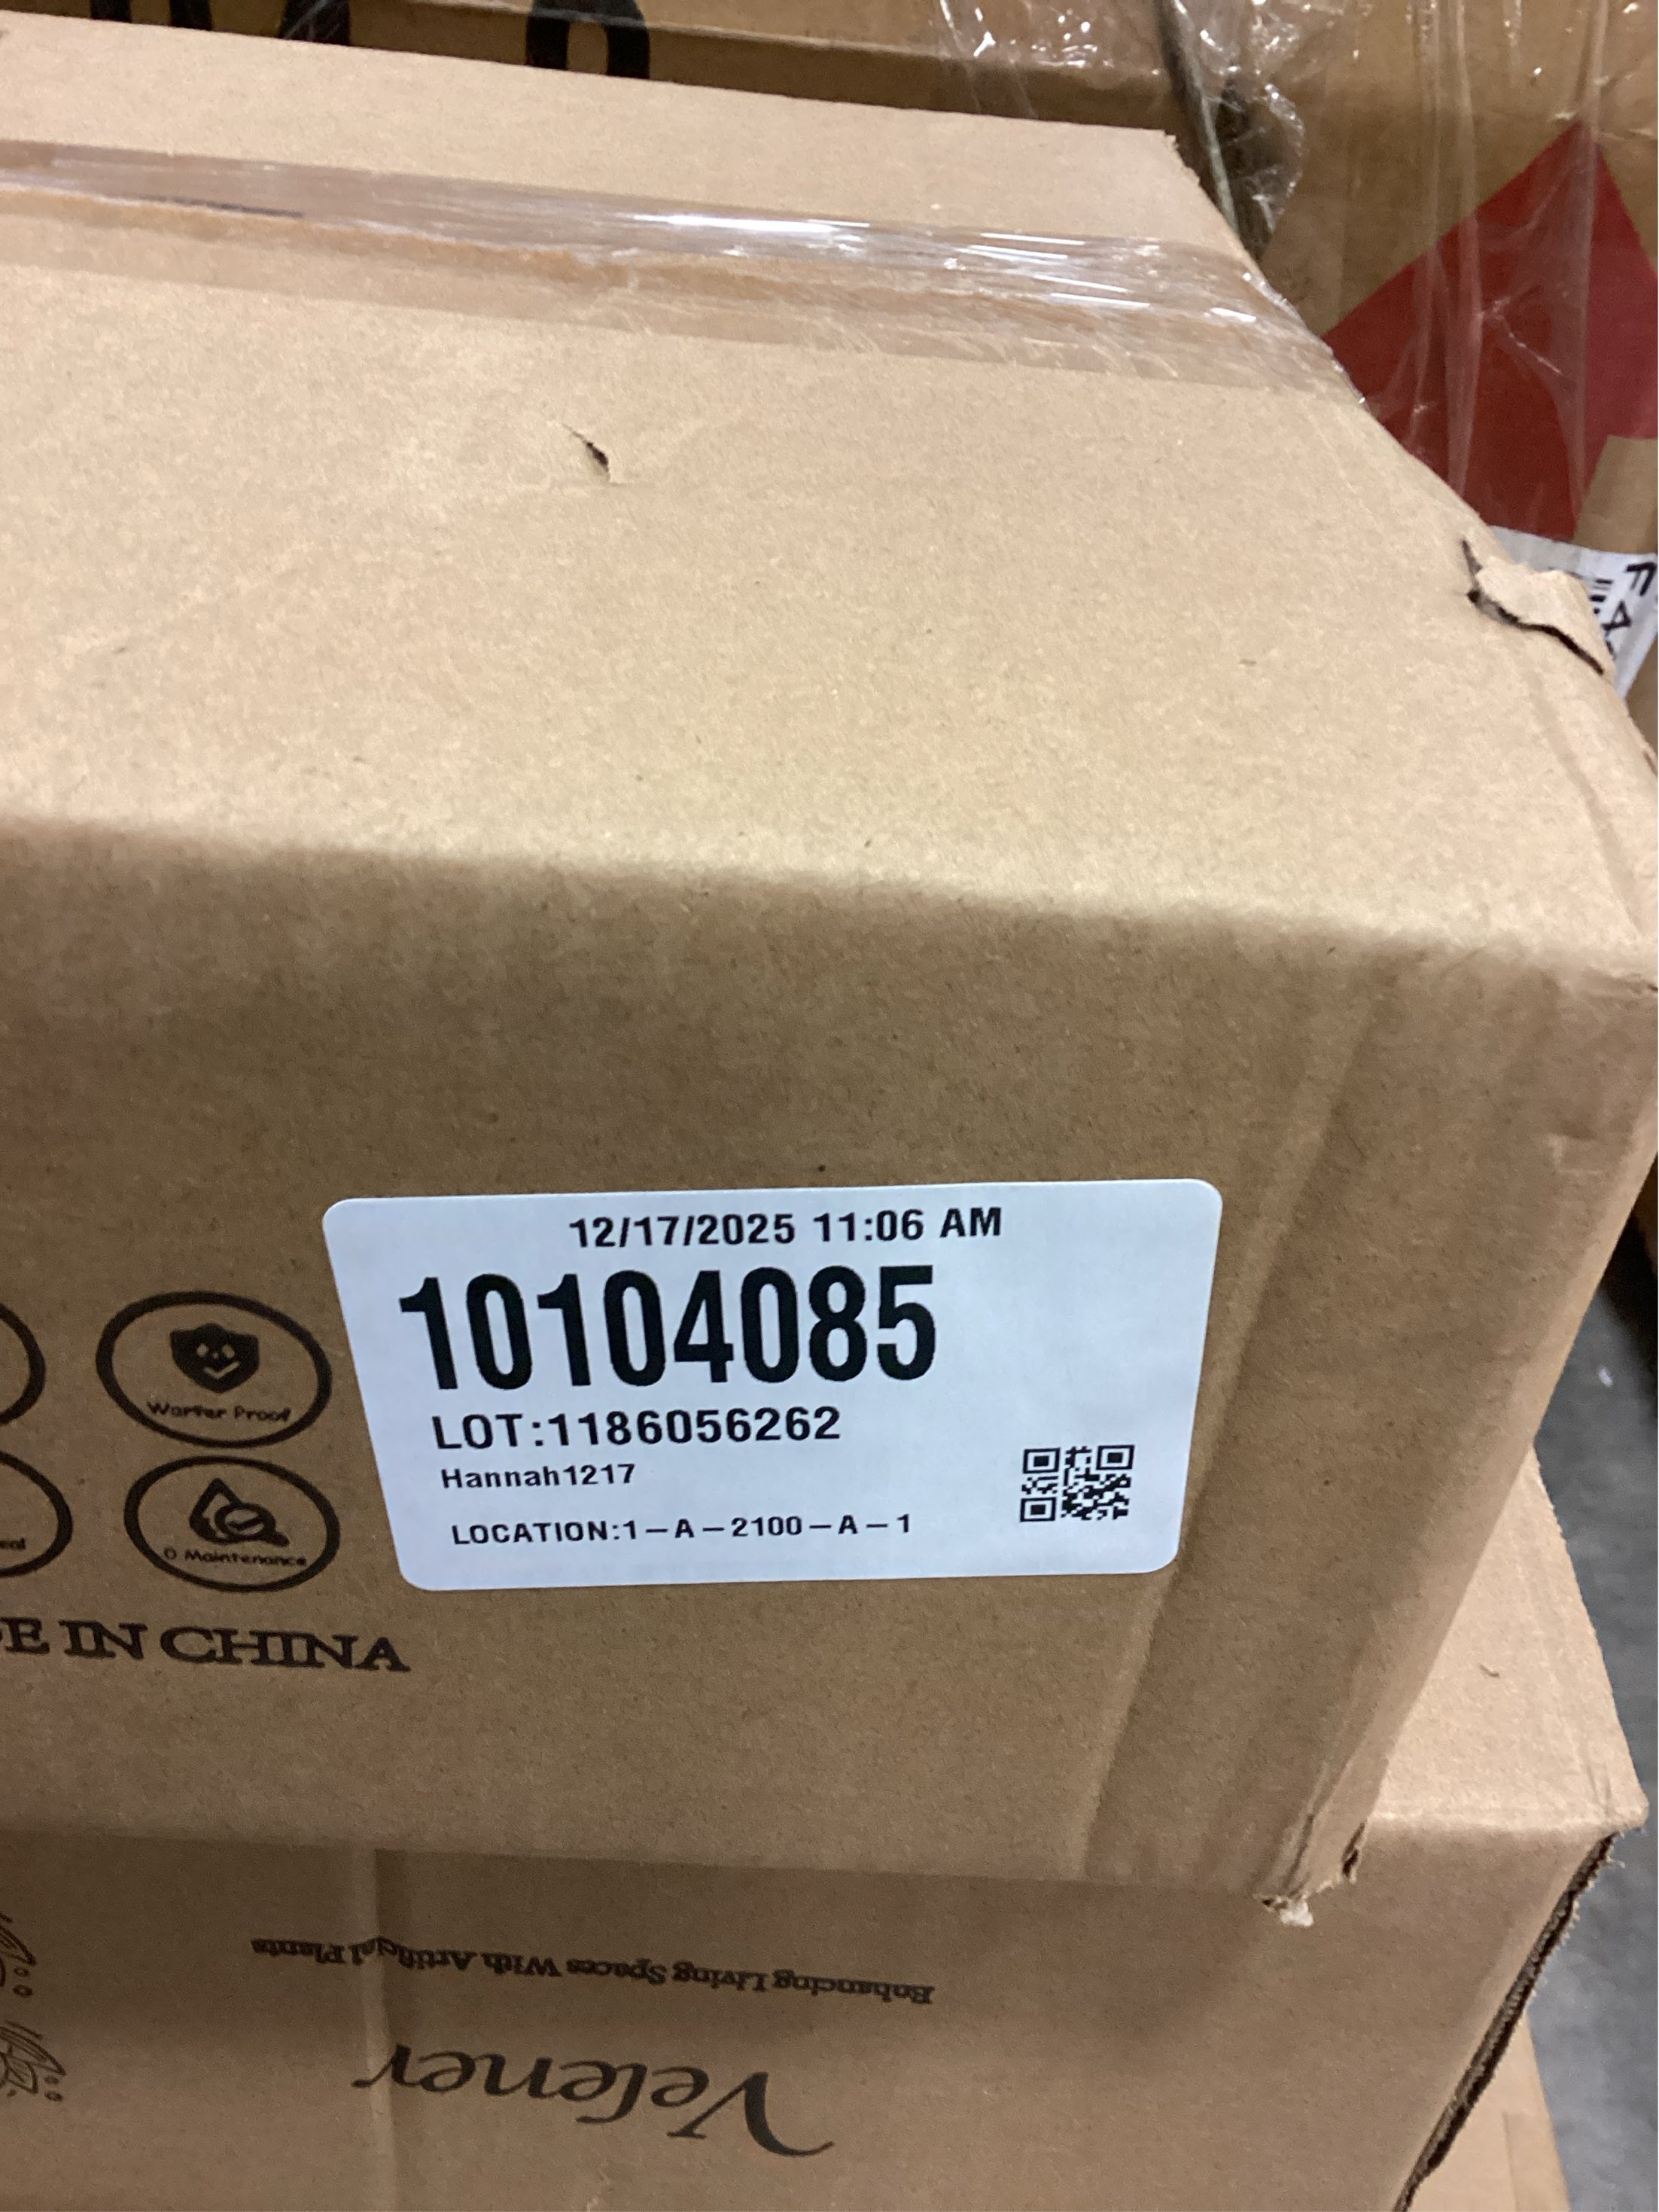 12/17/2025 11:06 AM
10104085
LOT:1186056262
Hannah1217
LOCATION:1-A-2100-A-1
Warter Proof
0 Maintenance
E IN CHINA
Enhancing Living Spaces With Artifical Plants
Velener